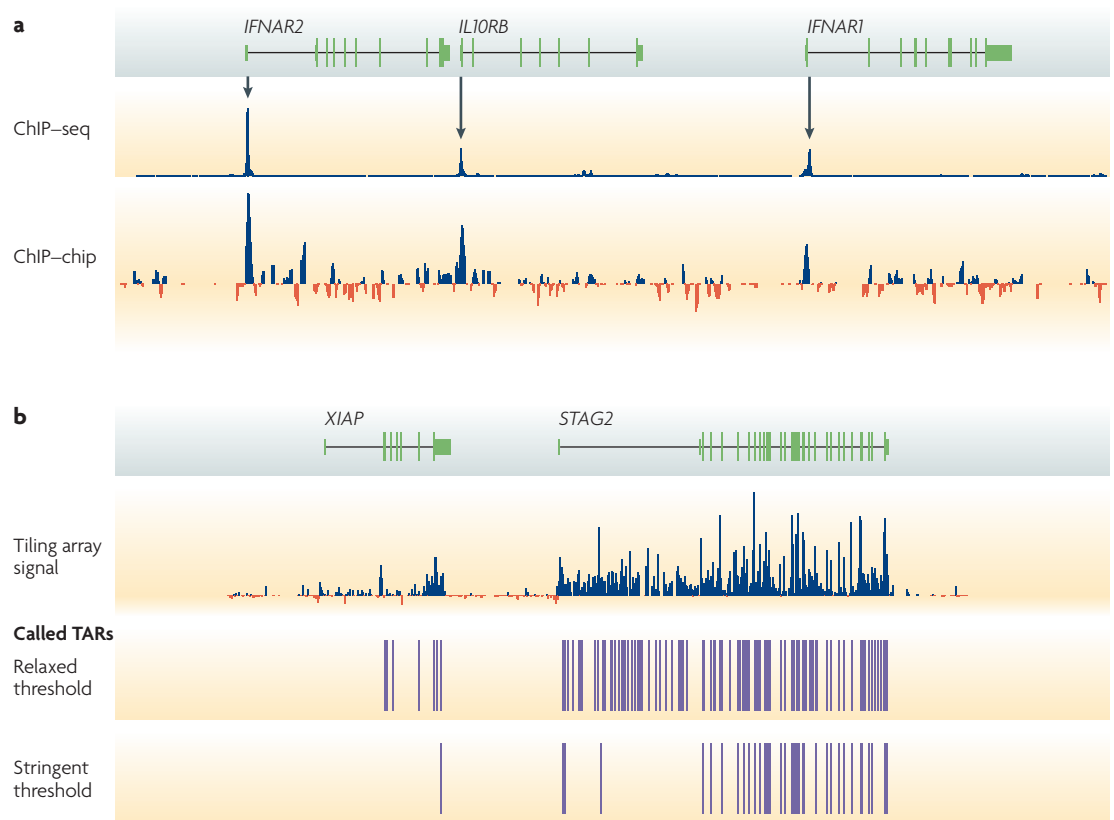 a
IFNAR2 IL10RB IFNAR1
ChIP–seq
ChIP–chip
b
XIAP STAG2
Tiling array
signal
Called TARs
Relaxed
threshold
Stringent
threshold